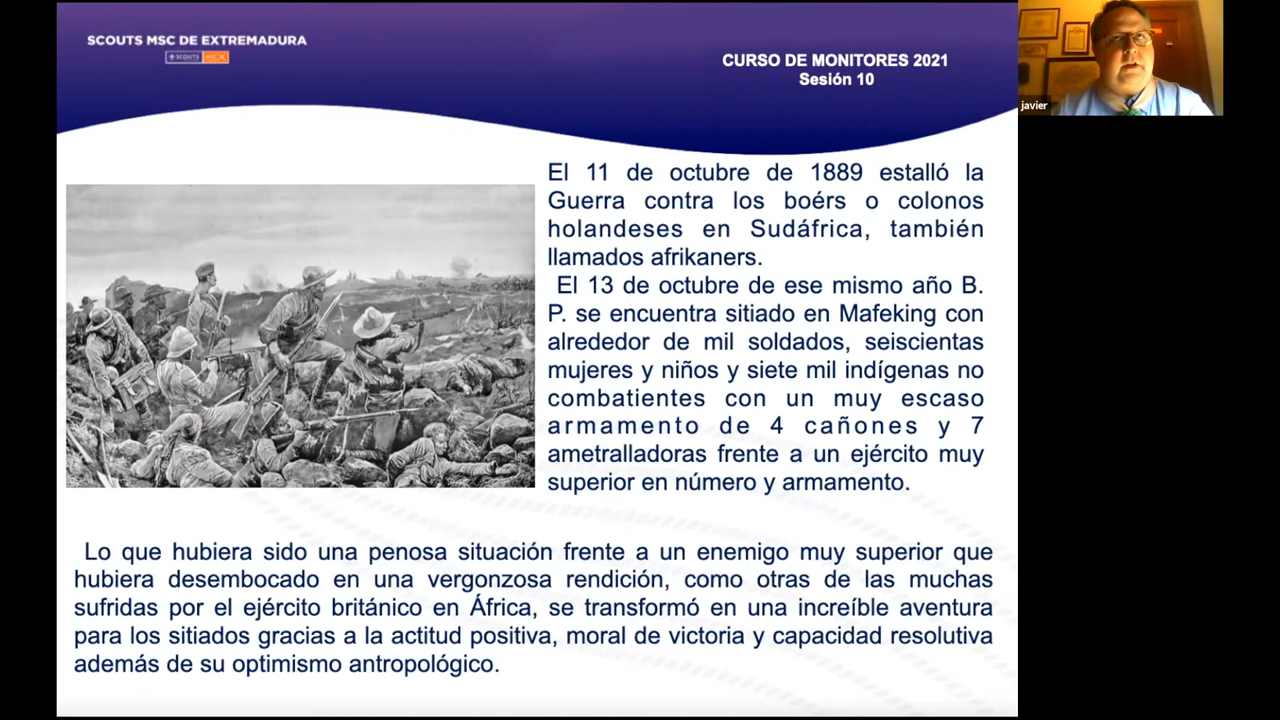 SCOUTS MSC DE EXTREMADURA
SCOUTS MSC
CURSO DE MONITORES 2021
Sesión 10
javier
El 11 de octubre de 1889 estalló la
Guerra contra los boérs o colonos
holandeses en Sudáfrica, también
llamados afrikaners.
El 13 de octubre de ese mismo año B.
P. se encuentra sitiado en Mafeking con
alrededor de mil soldados, seiscientas
mujeres y niños y siete mil indígenas no
combatientes con un muy escaso
armamento de 4 cañones y 7
ametralladoras frente a un ejército muy
superior en número y armamento.
Lo que hubiera sido una penosa situación frente a un enemigo muy superior que
hubiera desembocado en una vergonzosa rendición, como otras de las muchas
sufridas por el ejército británico en África, se transformó en una increíble aventura
para los sitiados gracias a la actitud positiva, moral de victoria y capacidad resolutiva
además de su optimismo antropológico.